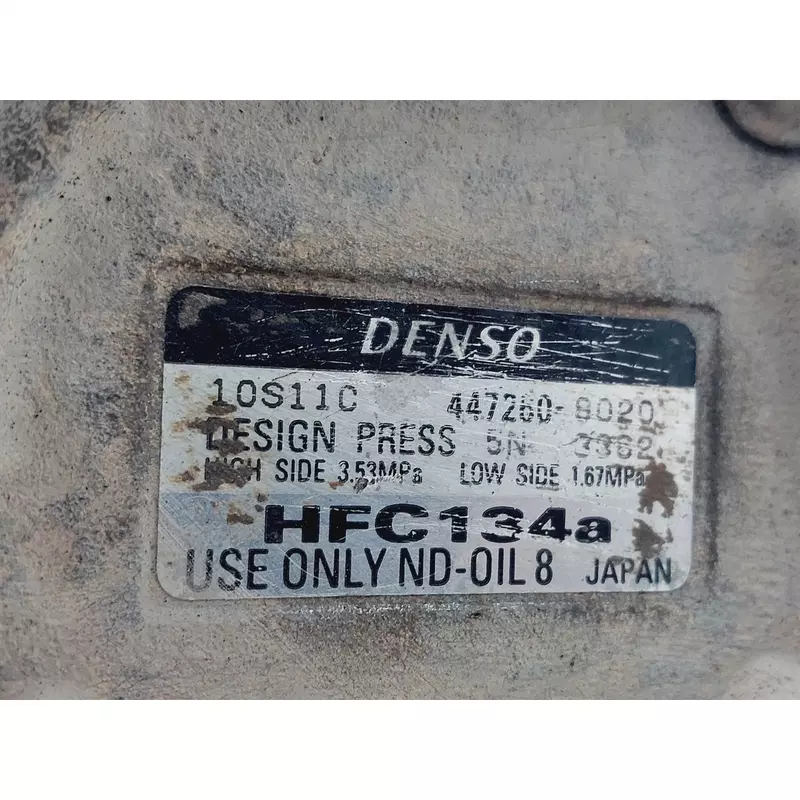 DENSO
10S11C 447260-8020
DESIGN PRESS 5N 3362
HIGH SIDE 3.53MPa LOW SIDE 1.67MPa
HFC134a
USE ONLY ND-OIL 8 JAPAN